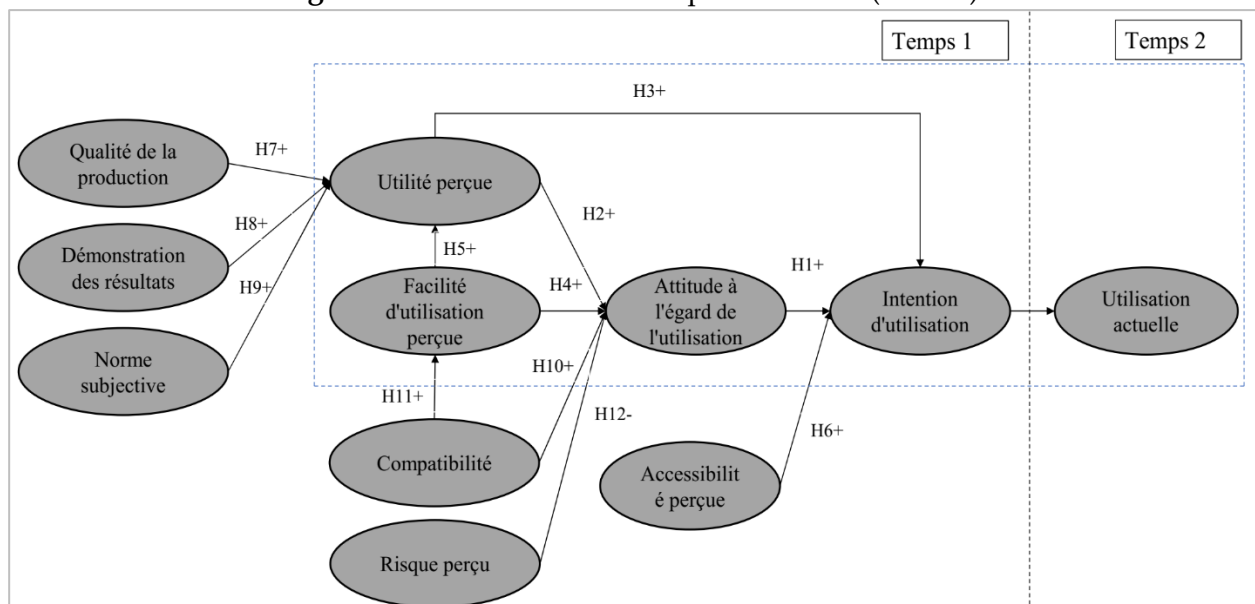 Temps 1
Temps 2
H3+
Qualité de la
production
H7+
Utilité perçue
H2+
H8+
Démonstration
des résultats
H5+
H9+
Facilité
d'utilisation
perçue
H4+
Attitude à
l'égard de
l'utilisation
H1+
Intention
d'utilisation
Utilisation
actuelle
Norme
subjective
H11+
H10+
H12-
H6+
Compatibilité
Accessibilit
é perçue
Risque perçu